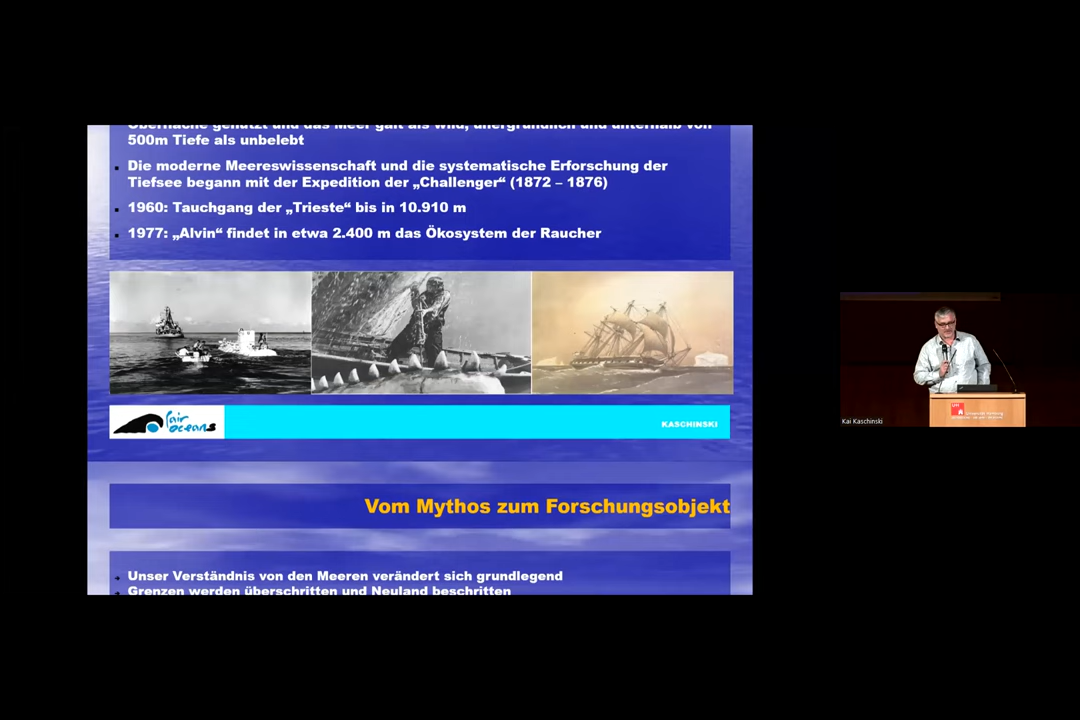 Oberfläche genutzt und das Meer galt als wild, unergründlich und unterhalb von
500m Tiefe als unbelebt
Die moderne Meereswissenschaft und die systematische Erforschung der
Tiefsee begann mit der Expedition der „Challenger“ (1872 – 1876)
1960: Tauchgang der „Trieste“ bis in 10.910 m
1977: „Alvin“ findet in etwa 2.400 m das Ökosystem der Raucher
fair
oceans
KASCHINSKI
Vom Mythos zum Forschungsobjekt
Unser Verständnis von den Meeren verändert sich grundlegend
Grenzen werden überschritten und Neuland beschritten
Universität Hamburg
Kai Kaschinski